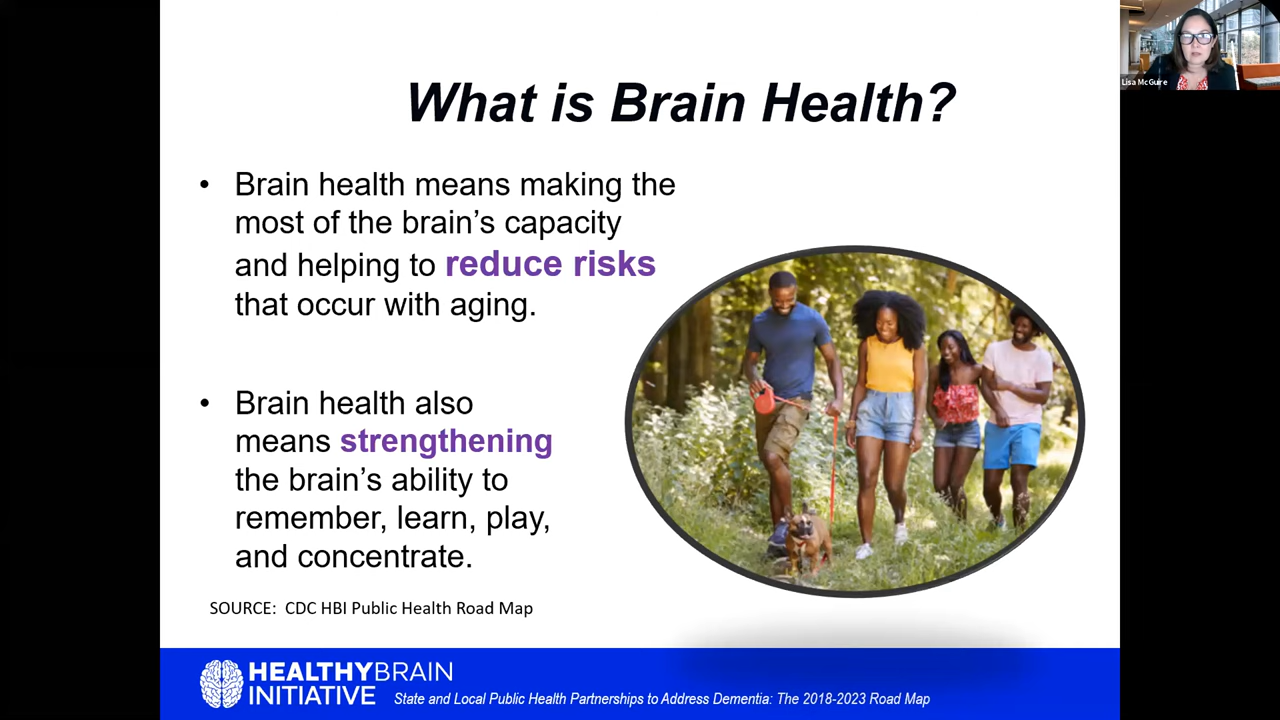 Lisa McGuire
What is Brain Health?
• Brain health means making the
most of the brain’s capacity
and helping to reduce risks
that occur with aging.
• Brain health also
means strengthening
the brain’s ability to
remember, learn, play,
and concentrate.
SOURCE: CDC HBI Public Health Road Map
HEALTHYBRAIN
INITIATIVE
State and Local Public Health Partnerships to Address Dementia: The 2018-2023 Road Map